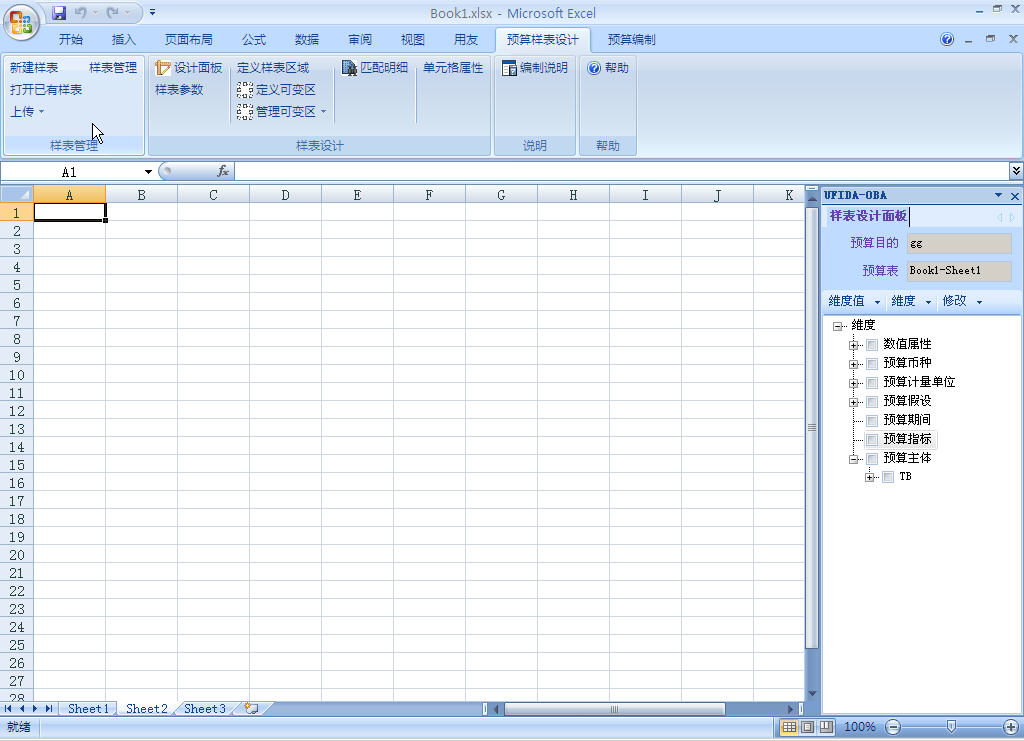 Book1.xlsx - Microsoft Excel
开始 插入 页面布局 公式 数据 审阅 视图 用友 预算样表设计 预算编制
新建样表 样表管理 设计面板 定义样表区域 匹配明细 单元格属性 编制说明 帮助
打开已有样表 样表参数 定义可变区
上传 管理可变区
样表管理 样表设计 说明 帮助
A1 fx
A B C D E F G H I J K
1
2
3
4
5
6
7
8
9
10
11
12
13
14
15
16
17
18
19
20
21
22
23
24
25
26
27
28
UFIDA-OBA
样表设计面板
预算目的 gg
预算表 Book1-Sheet1
维度值 维度 修改
维度
数值属性
预算币种
预算计量单位
预算假设
预算期间
预算指标
预算主体
TB
Sheet1 Sheet2 Sheet3
就绪 100%